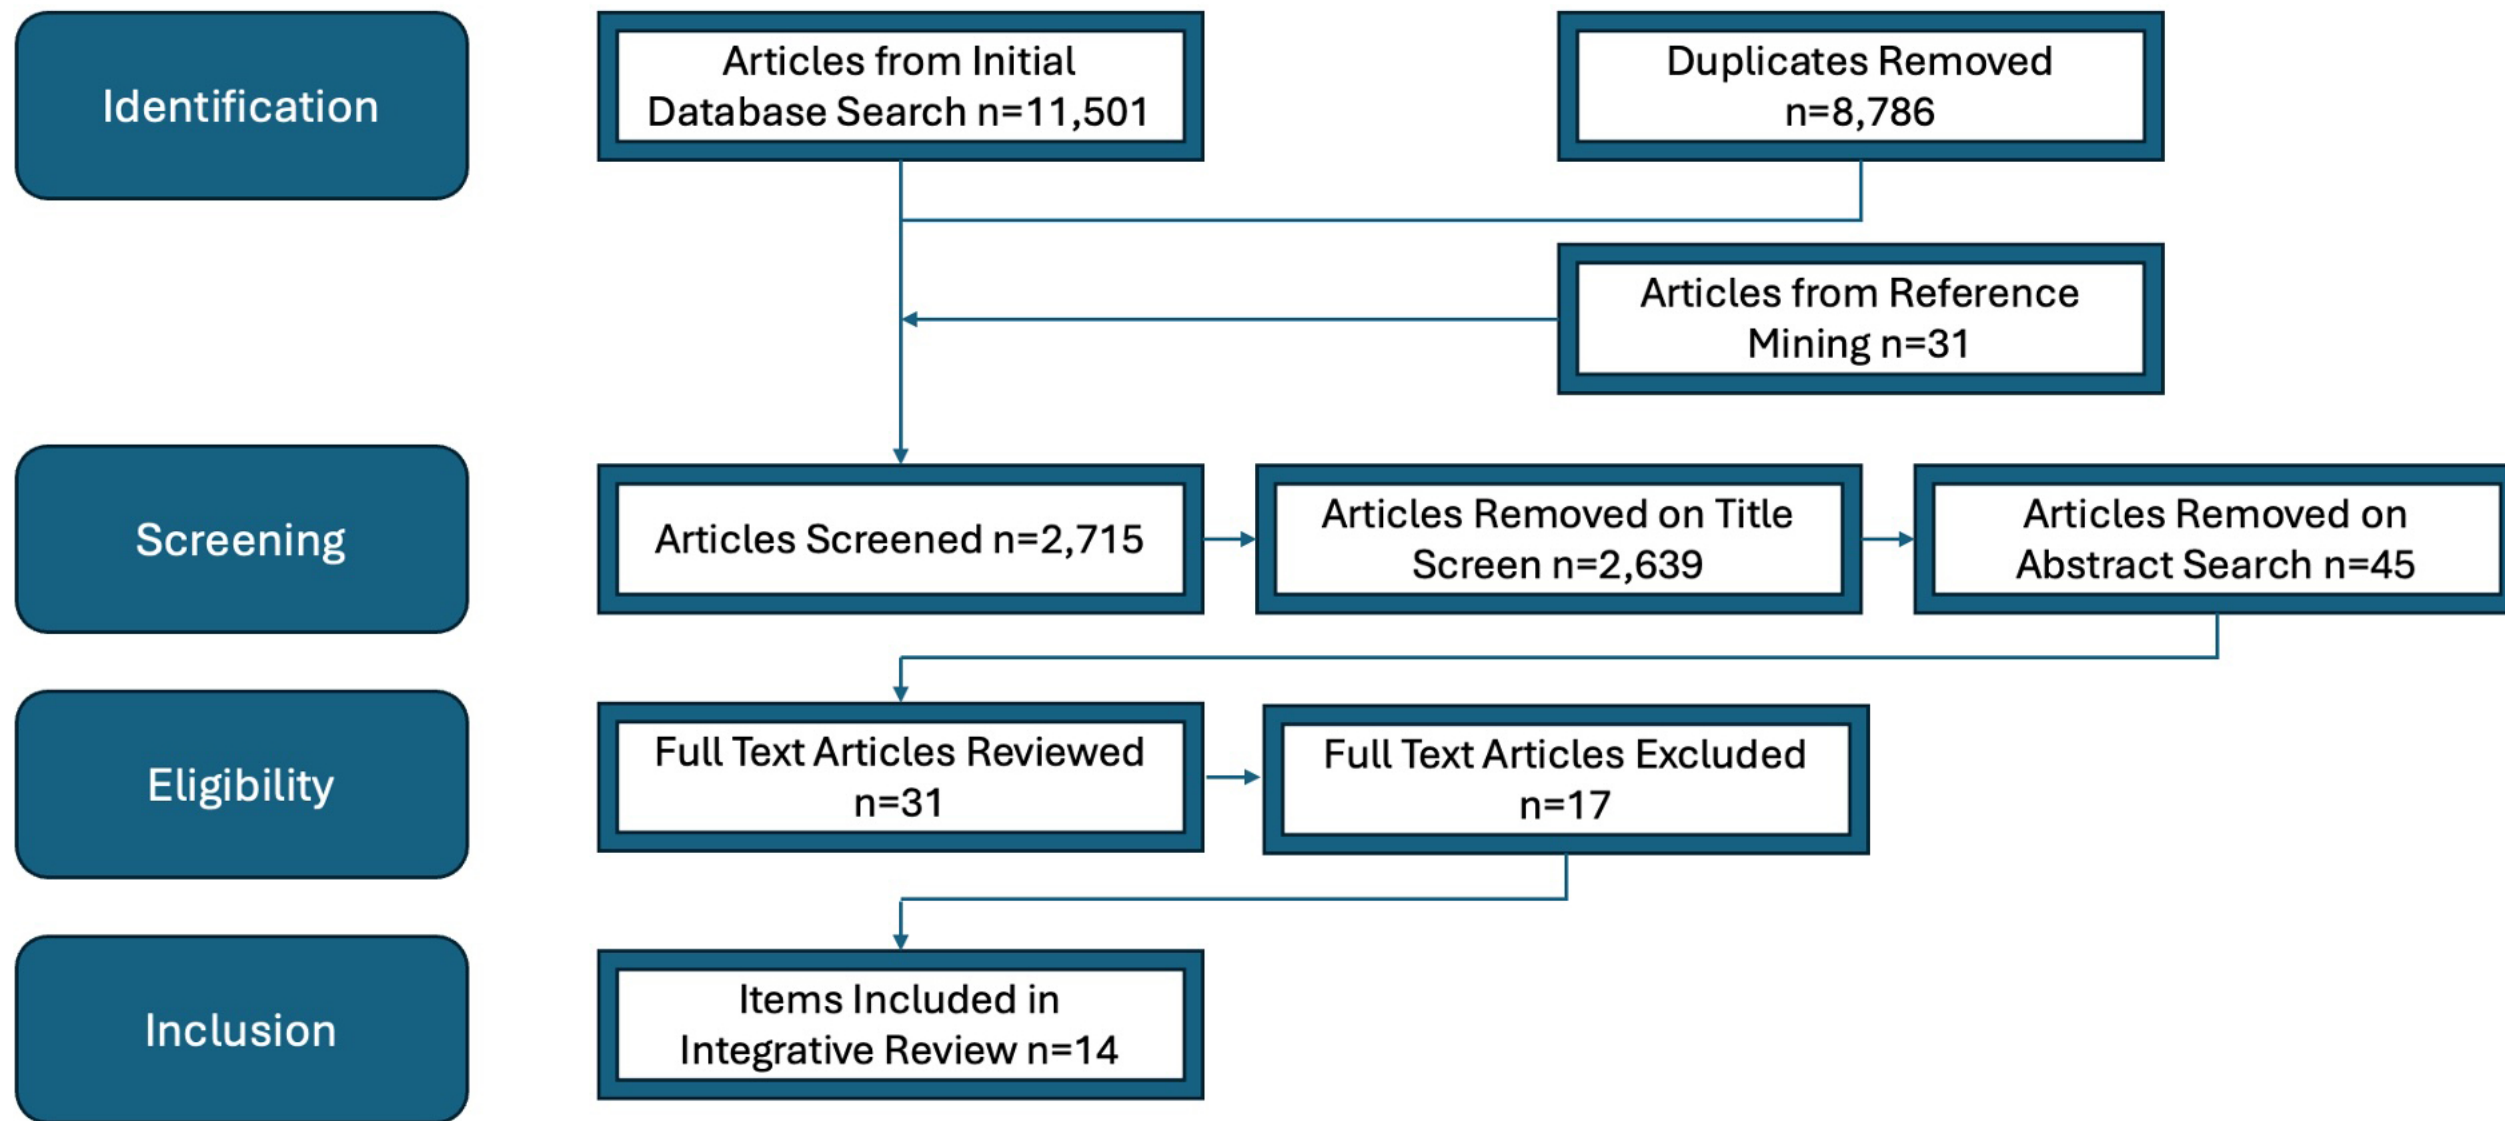 Identification
Articles from Initial
Database Search n=11,501
Duplicates Removed
n=8,786
Articles from Reference
Mining n=31
Screening
Articles Screened n=2,715
Articles Removed on Title
Screen n=2,639
Articles Removed on
Abstract Search n=45
Eligibility
Full Text Articles Reviewed
n=31
Full Text Articles Excluded
n=17
Inclusion
Items Included in
Integrative Review n=14